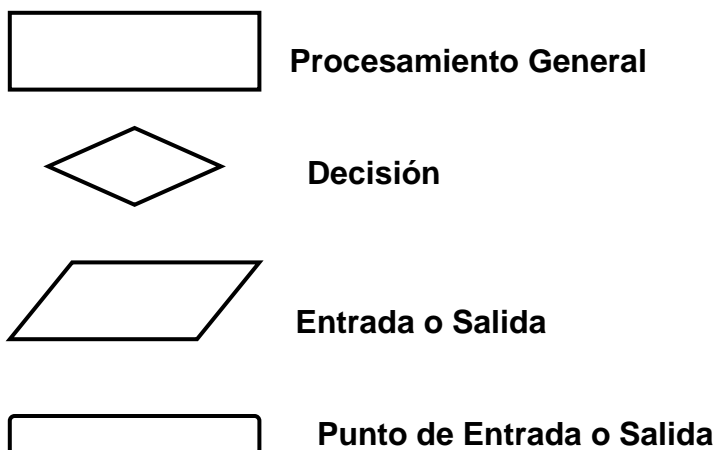 Procesamiento General
Decisión
Entrada o Salida
Punto de Entrada o Salida